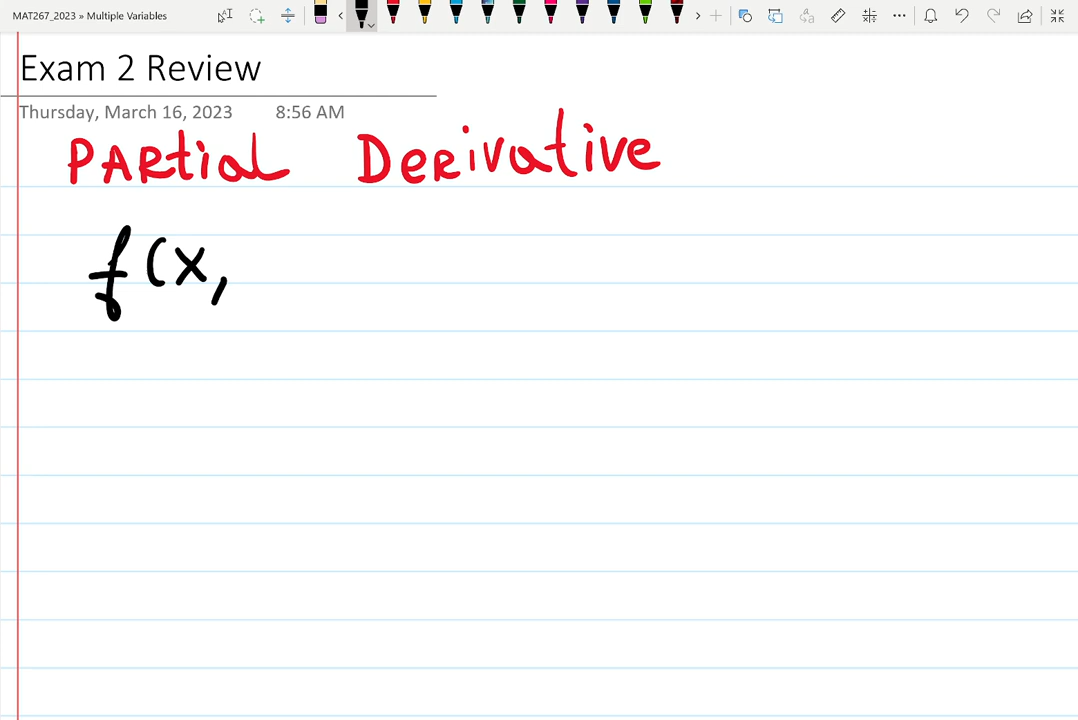 MAT267_2023 » Multiple Variables
Exam 2 Review
Thursday, March 16, 2023 8:56 AM
PARtial DeRivative
f(x,